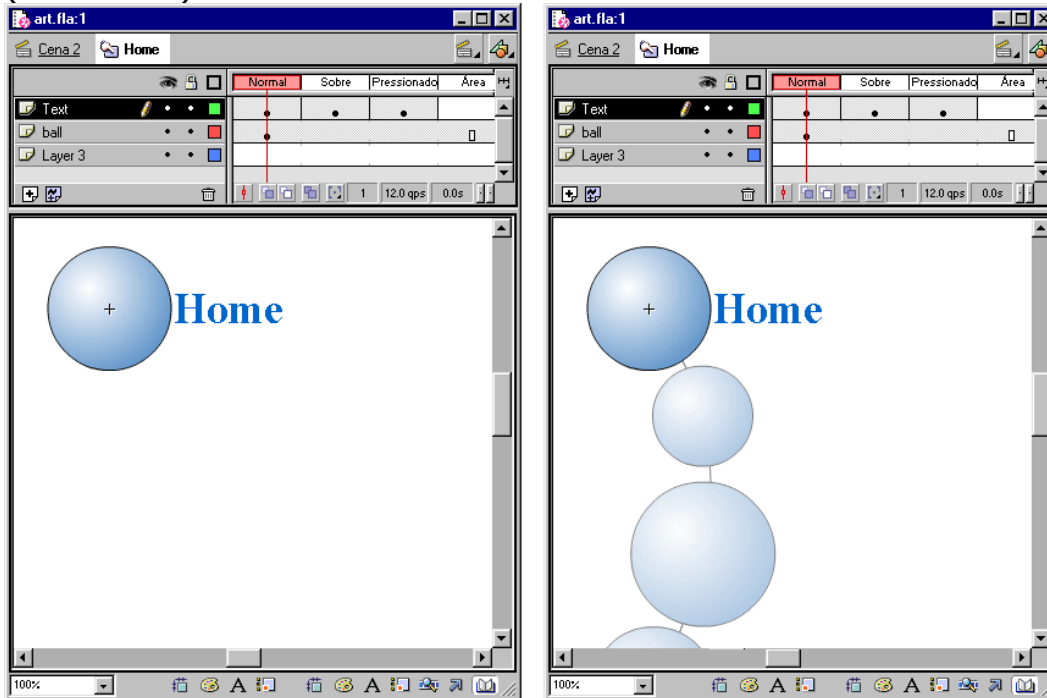 art.fla:1
Cena 2 Home
Normal Sobre Pressionado Área
Text
ball
Layer 3
1 12.0 qps 0.0s
Home
100%
art.fla:1
Cena 2 Home
Normal Sobre Pressionado Área
Text
ball
Layer 3
1 12.0 qps 0.0s
Home
100%